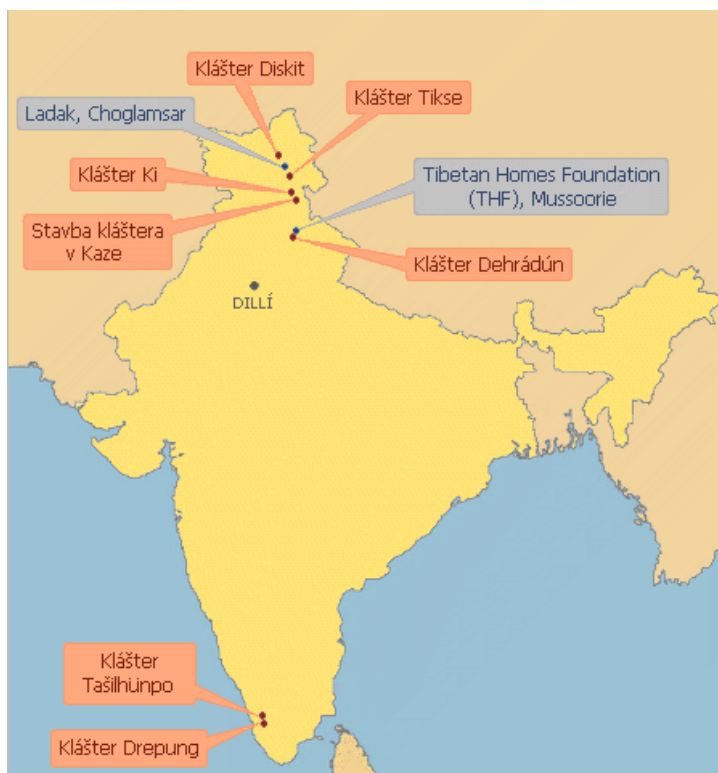 Klášter Diskit
Klášter Tikse
Ladak, Choglamsar
Klášter Ki
Tibetan Homes Foundation
(THF), Mussoorie
Stavba kláštera
v Kaze
Klášter Dehrádún
DILLÍ
Klášter
Tašilhünpo
Klášter Drepung